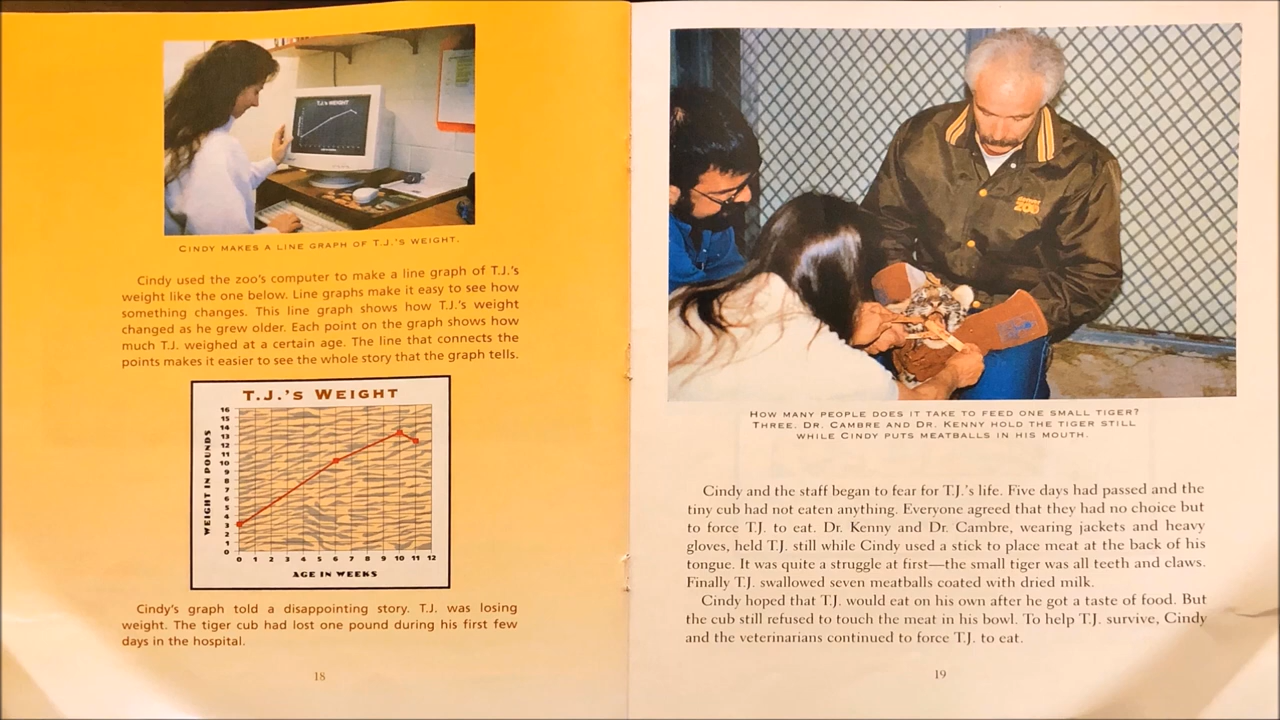 T.J.'S WEIGHT
CINDY MAKES A LINE GRAPH OF T.J.'S WEIGHT.
Cindy used the zoo's computer to make a line graph of T.J.'s
weight like the one below. Line graphs make it easy to see how
something changes. This line graph shows how T.J.'s weight
changed as he grew older. Each point on the graph shows how
much T.J. weighed at a certain age. The line that connects the
points makes it easier to see the whole story that the graph tells.
T.J.'S WEIGHT
WEIGHT IN POUNDS
16
15
14
13
12
11
10
9
8
7
6
5
4
3
2
1
0
0 1 2 3 4 5 6 7 8 9 10 11 12
AGE IN WEEKS
Cindy's graph told a disappointing story. T.J. was losing
weight. The tiger cub had lost one pound during his first few
days in the hospital.
18
ZOO
HOW MANY PEOPLE DOES IT TAKE TO FEED ONE SMALL TIGER?
THREE. DR. CAMBRE AND DR. KENNY HOLD THE TIGER STILL
WHILE CINDY PUTS MEATBALLS IN HIS MOUTH.
Cindy and the staff began to fear for T.J.'s life. Five days had passed and the
tiny cub had not eaten anything. Everyone agreed that they had no choice but
to force T.J. to eat. Dr. Kenny and Dr. Cambre, wearing jackets and heavy
gloves, held T.J. still while Cindy used a stick to place meat at the back of his
tongue. It was quite a struggle at first—the small tiger was all teeth and claws.
Finally T.J. swallowed seven meatballs coated with dried milk.
Cindy hoped that T.J. would eat on his own after he got a taste of food. But
the cub still refused to touch the meat in his bowl. To help T.J. survive, Cindy
and the veterinarians continued to force T.J. to eat.
19